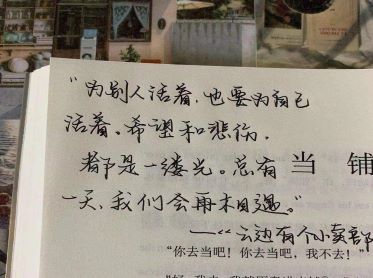 “为别人活着，也要为自己
活着。希望和悲伤，
都是一缕光。总有
当铺
一天，我们会再相遇。”
——《云边有个小卖部
“你去当吧！你去当吧，我不去！”